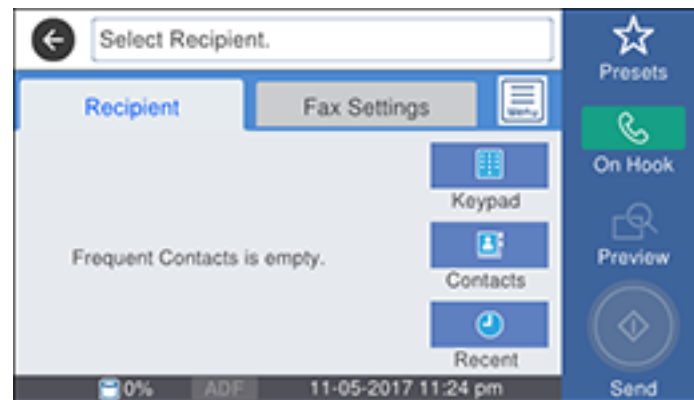 Select Recipient.
Presets
Recipient
Fax Settings
Menu
On Hook
Keypad
Frequent Contacts is empty.
Contacts
Preview
Recent
0%
ADF
11-05-2017 11:24 pm
Send